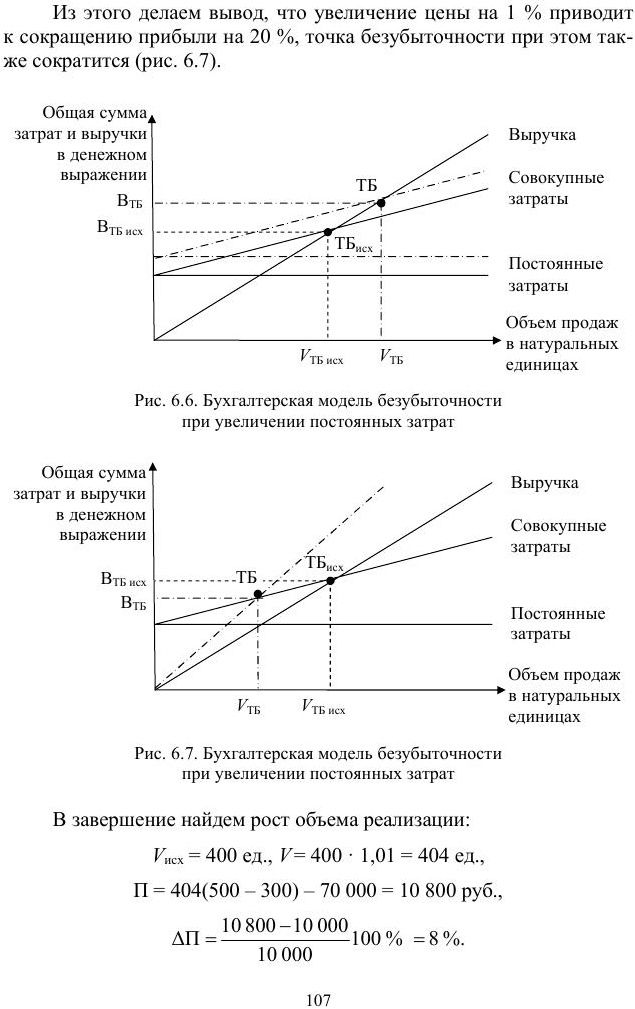 Из этого делаем вывод, что увеличение цены на 1 % приводит
к сокращению прибыли на 20 %, точка безубыточности при этом так-
же сократится (рис. 6.7).
Общая сумма
затрат и выручки
в денежном
выражении
Выручка
ТБ
Совокупные
затраты
ВТБ
ВТБ исх
ТБисх
Постоянные
затраты
Объем продаж
в натуральных
единицах
VТБ исх
VТБ
Рис. 6.6. Бухгалтерская модель безубыточности
при увеличении постоянных затрат
Общая сумма
затрат и выручки
в денежном
выражении
Выручка
Совокупные
затраты
ТБисх
ВТБ исх
ТБ
ВТБ
Постоянные
затраты
Объем продаж
в натуральных
единицах
VТБ
VТБ исх
Рис. 6.7. Бухгалтерская модель безубыточности
при увеличении постоянных затрат
В завершение найдем рост объема реализации:
Vисх = 400 ед., V = 400 · 1,01 = 404 ед.,
П = 404(500 – 300) – 70 000 = 10 800 руб.,
ΔП = (10 800 – 10 000) / 10 000 100 % = 8 %.
107